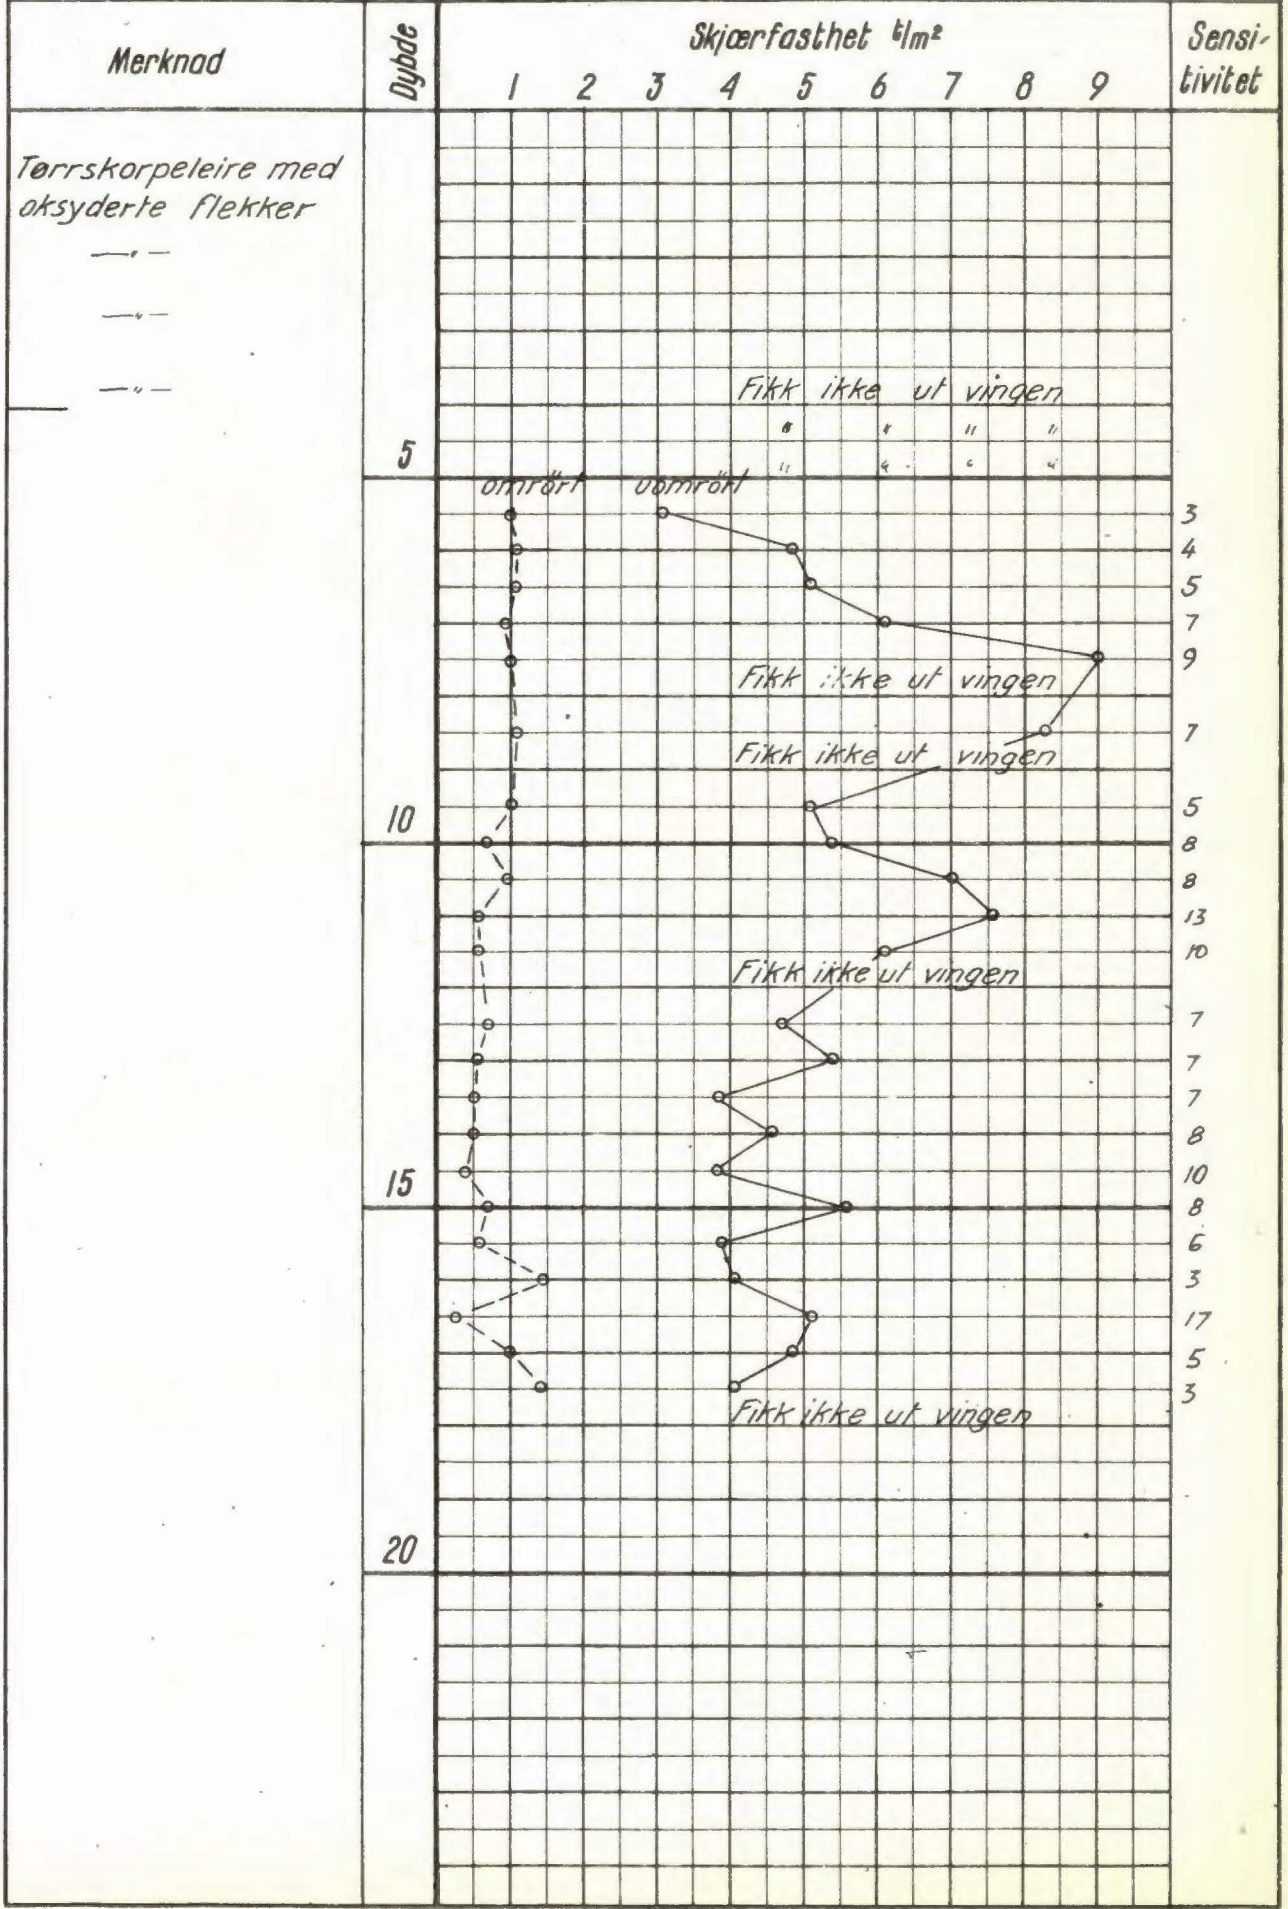 Merknad
Dybde
Skjærfasthet t/m²
1 2 3 4 5 6 7 8 9
Sensi-
tivitet
Tørrskorpeleire med
oksyderte flekker
—〃—
—〃—
—〃—
Fikk ikke ut vingen
〃 〃 〃 〃
5
〃 〃 〃 〃
omrørt uomrørt
3
4
5
7
9
Fikk ikke ut vingen
7
Fikk ikke ut vingen
5
10
8
8
13
10
Fikk ikke ut vingen
7
7
7
8
10
15
8
6
3
17
5
3
Fikk ikke ut vingen
20